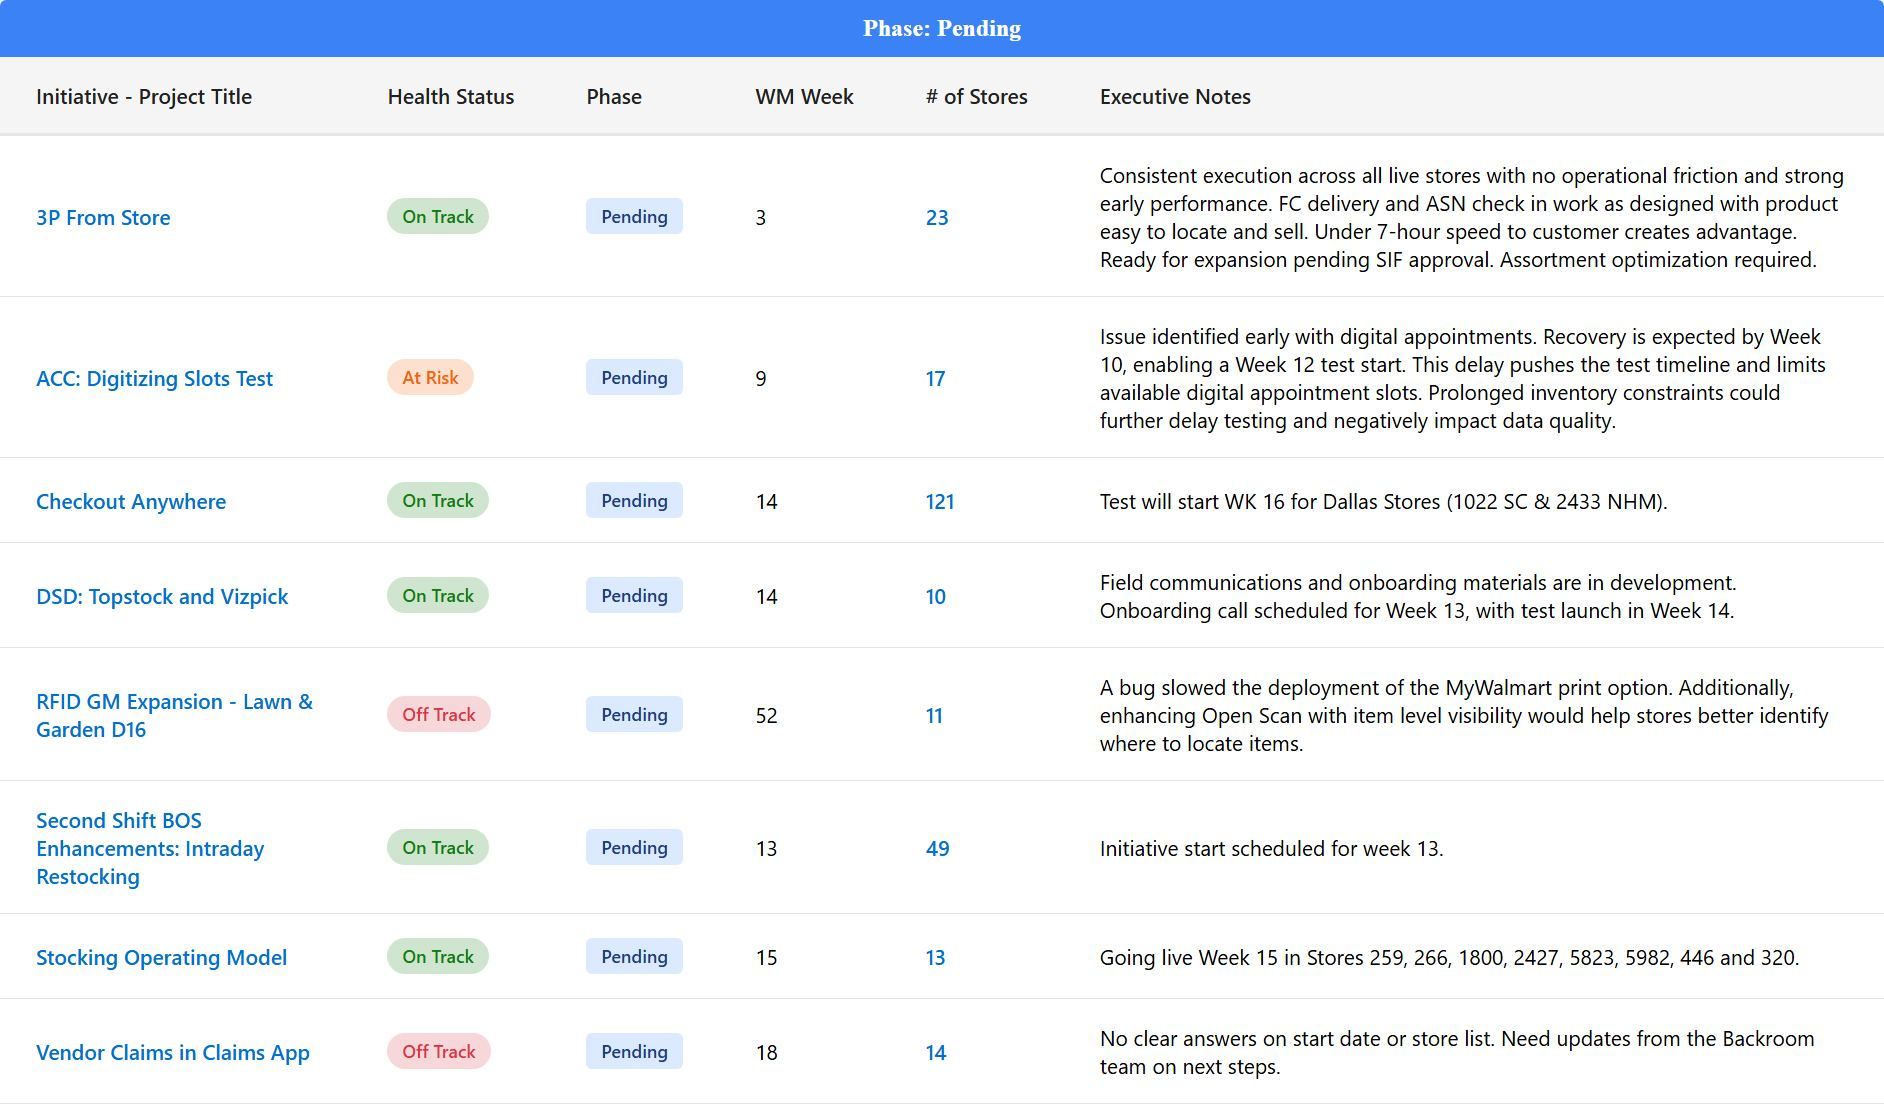 Phase: Pending
Initiative - Project Title Health Status Phase WM Week # of Stores Executive Notes
3P From Store On Track Pending 3 23
Consistent execution across all live stores with no operational friction and strong
early performance. FC delivery and ASN check in work as designed with product
easy to locate and sell. Under 7-hour speed to customer creates advantage.
Ready for expansion pending SIF approval. Assortment optimization required.
ACC: Digitizing Slots Test At Risk Pending 9 17
Issue identified early with digital appointments. Recovery is expected by Week
10, enabling a Week 12 test start. This delay pushes the test timeline and limits
available digital appointment slots. Prolonged inventory constraints could
further delay testing and negatively impact data quality.
Checkout Anywhere On Track Pending 14 121 Test will start WK 16 for Dallas Stores (1022 SC & 2433 NHM).
DSD: Topstock and Vizpick On Track Pending 14 10
Field communications and onboarding materials are in development.
Onboarding call scheduled for Week 13, with test launch in Week 14.
RFID GM Expansion - Lawn &
Garden D16
Off Track Pending 52 11
A bug slowed the deployment of the MyWalmart print option. Additionally,
enhancing Open Scan with item level visibility would help stores better identify
where to locate items.
Second Shift BOS
Enhancements: Intraday
Restocking
On Track Pending 13 49 Initiative start scheduled for week 13.
Stocking Operating Model On Track Pending 15 13 Going live Week 15 in Stores 259, 266, 1800, 2427, 5823, 5982, 446 and 320.
Vendor Claims in Claims App Off Track Pending 18 14
No clear answers on start date or store list. Need updates from the Backroom
team on next steps.